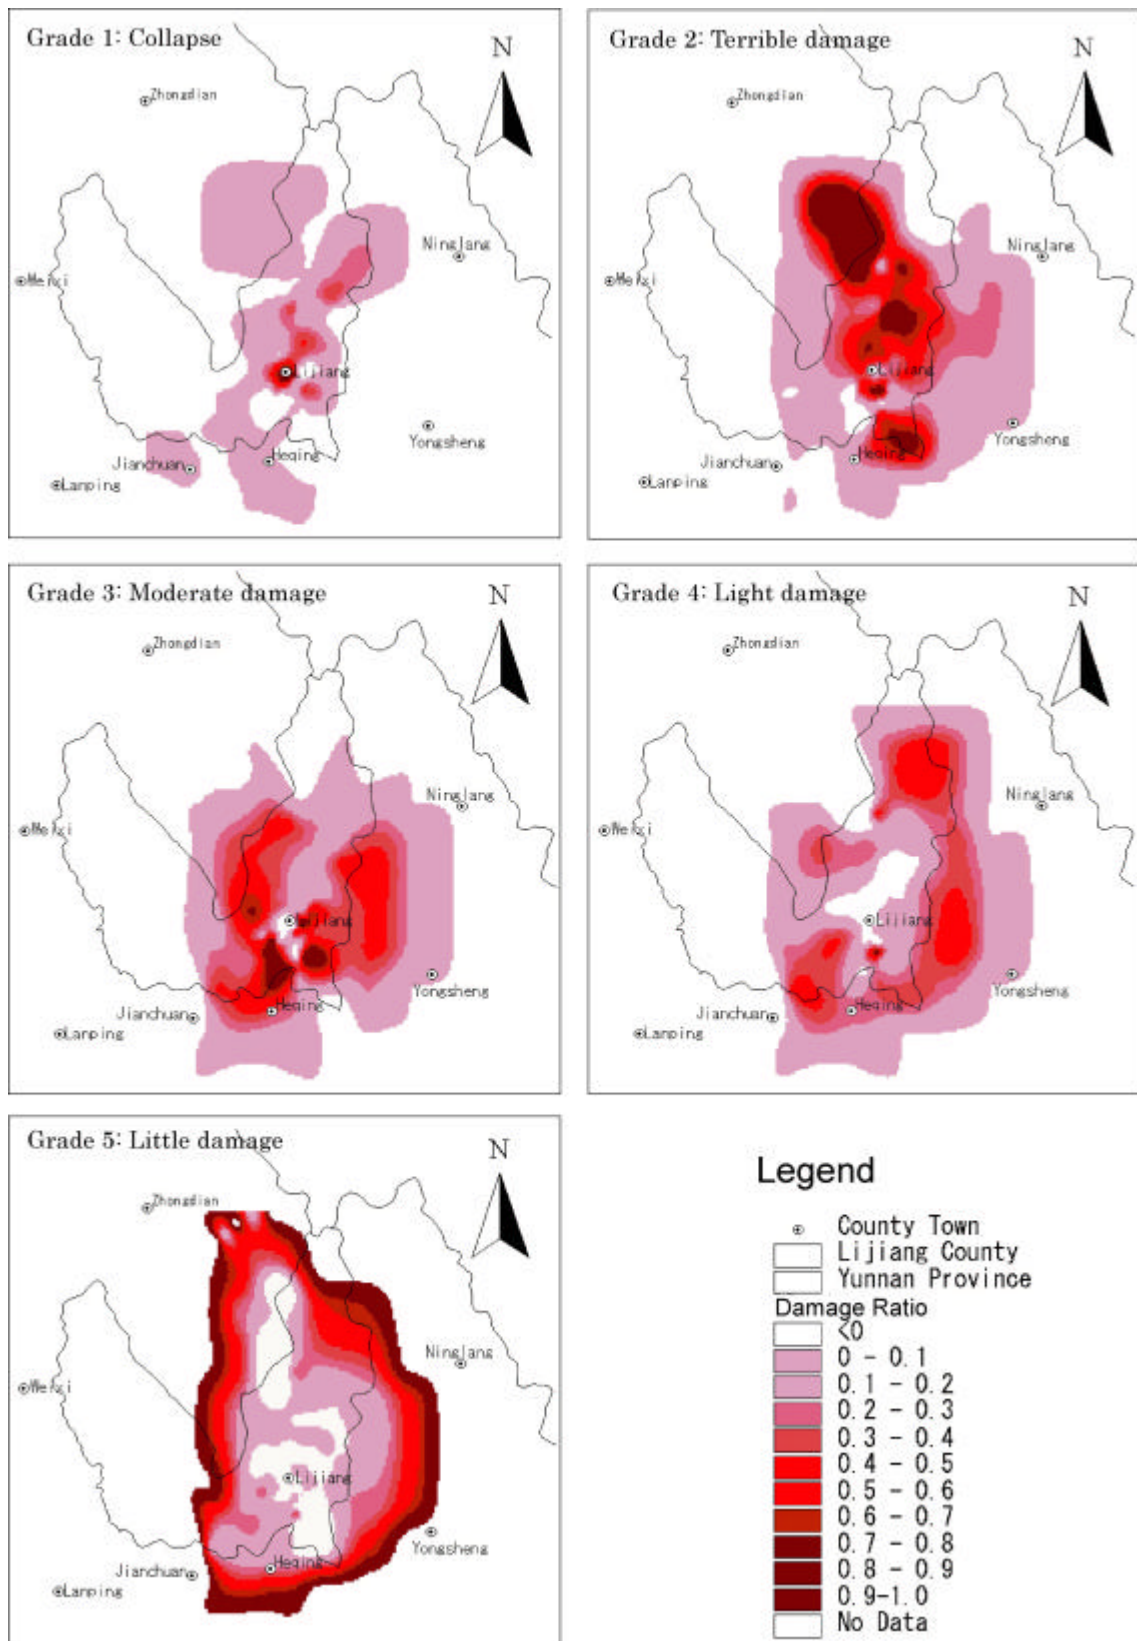 Grade 1: Collapse
N
Zhongdian
Ninglang
Weixi
Lijiang
Yongsheng
Jianchuan
Heqing
Lanping
Grade 2: Terrible damage
N
Zhongdian
Ninglang
Weixi
Lijiang
Yongsheng
Jianchuan
Heqing
Lanping
Grade 3: Moderate damage
N
Zhongdian
Ninglang
Weixi
Lijiang
Yongsheng
Jianchuan
Heqing
Lanping
Grade 4: Light damage
N
Zhongdian
Ninglang
Weixi
Lijiang
Yongsheng
Jianchuan
Heqing
Lanping
Grade 5: Little damage
N
Zhongdian
Ninglang
Weixi
Lijiang
Yongsheng
Jianchuan
Heqing
Lanping
Legend
County Town
Lijiang County
Yunnan Province
Damage Ratio
<0
0 - 0.1
0.1 - 0.2
0.2 - 0.3
0.3 - 0.4
0.4 - 0.5
0.5 - 0.6
0.6 - 0.7
0.7 - 0.8
0.8 - 0.9
0.9-1.0
No Data